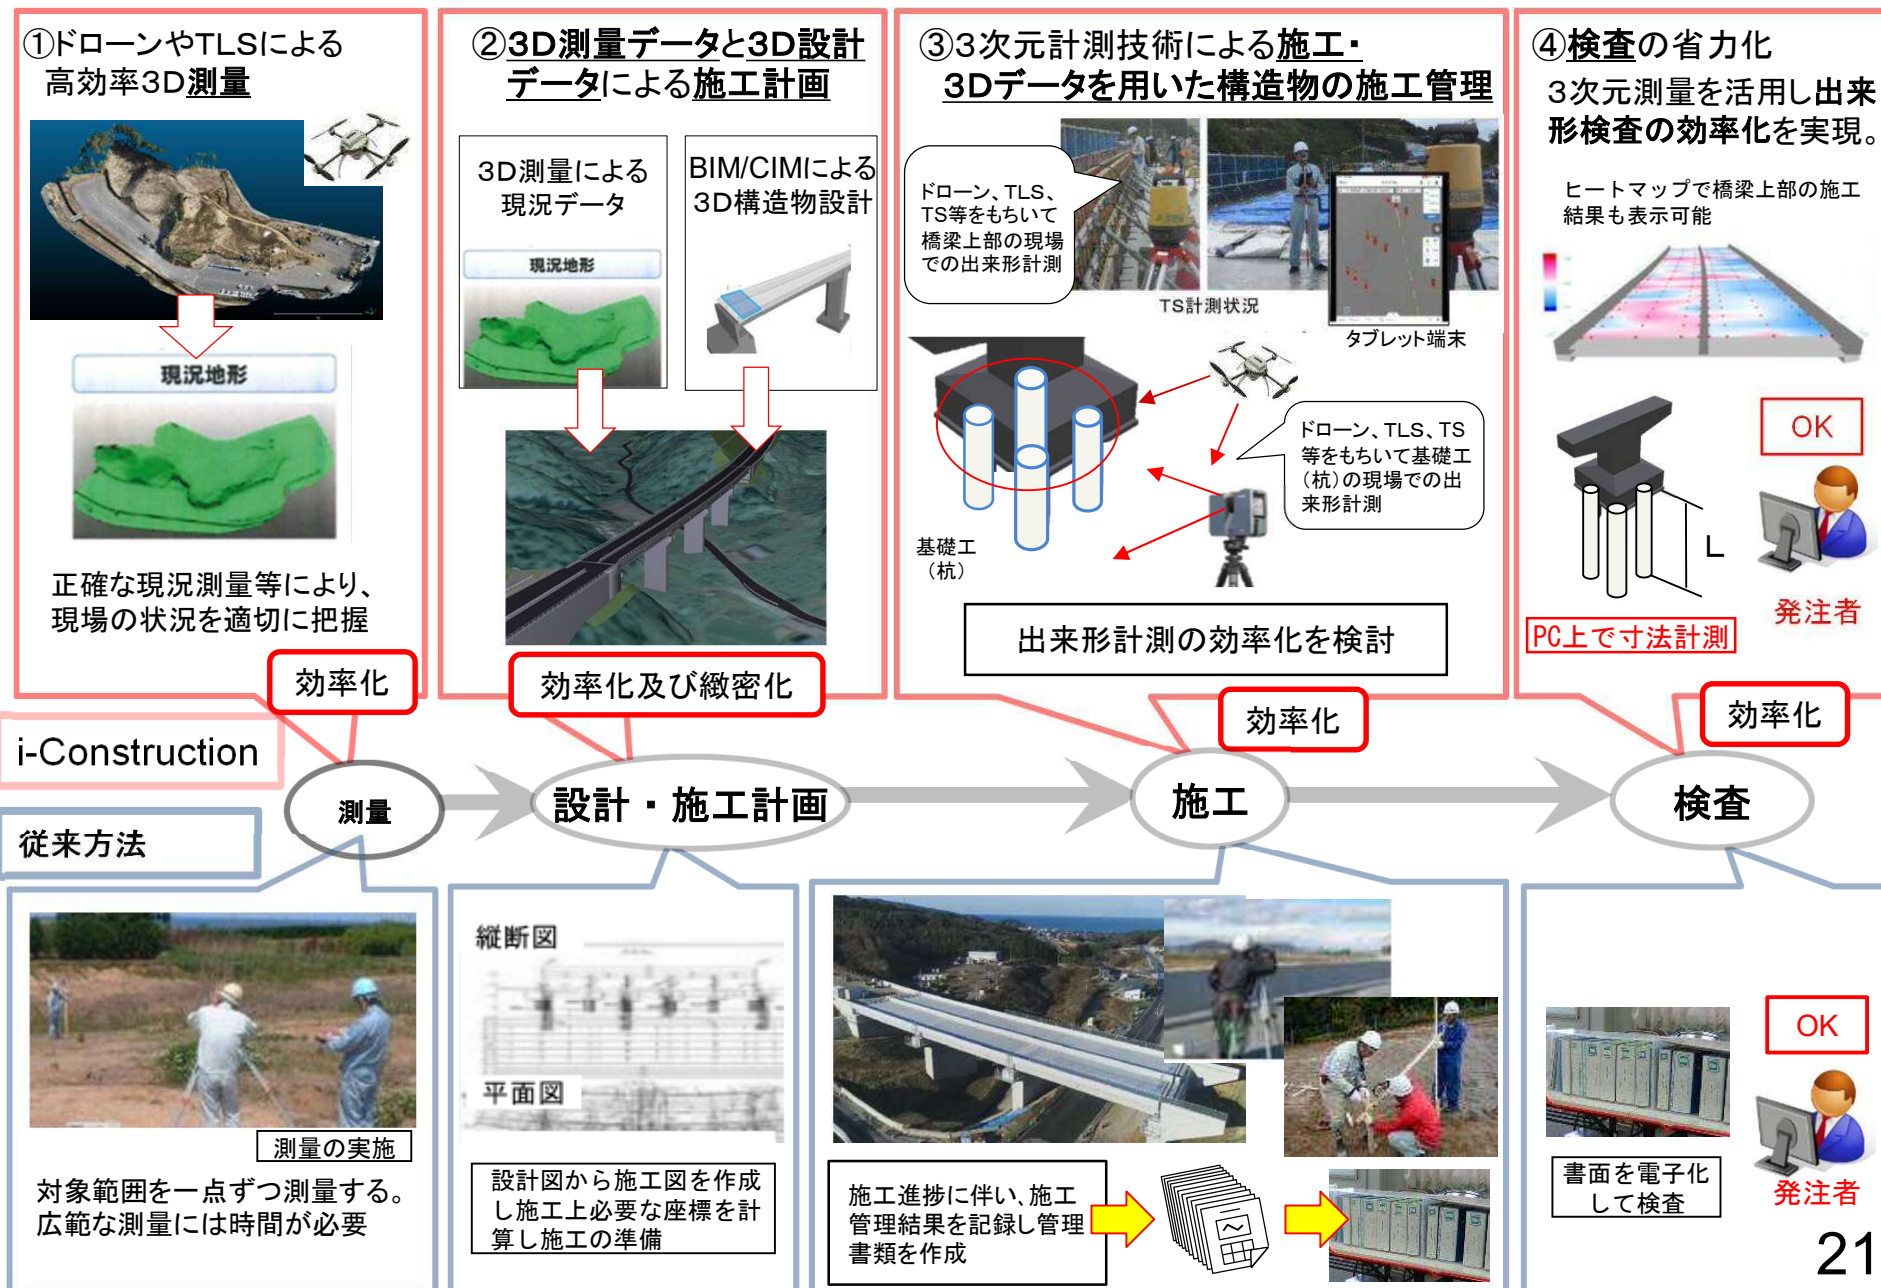 ①ドローンやTLSによる
高効率3D測量
現況地形
正確な現況測量等により、
現場の状況を適切に把握
効率化
②3D測量データと3D設計
データによる施工計画
3D測量による
現況データ
現況地形
BIM/CIMによる
3D構造物設計
効率化及び緻密化
③3次元計測技術による施工・
3Dデータを用いた構造物の施工管理
ドローン、TLS、
TS等をもちいて
橋梁上部の現場
での出来形計測
TS計測状況
タブレット端末
ドローン、TLS、TS
等をもちいて基礎工
(杭)の現場での出
来形計測
基礎工
(杭)
出来形計測の効率化を検討
効率化
④検査の省力化
3次元測量を活用し出来
形検査の効率化を実現。
ヒートマップで橋梁上部の施工
結果も表示可能
OK
L
発注者
PC上で寸法計測
効率化
i-Construction
測量
設計・施工計画
施工
検査
従来方法
測量の実施
対象範囲を一点ずつ測量する。
広範な測量には時間が必要
縦断図
平面図
設計図から施工図を作成
し施工上必要な座標を計
算し施工の準備
施工進捗に伴い、施工
管理結果を記録し管理
書類を作成
OK
書面を電子化
して検査
発注者
21